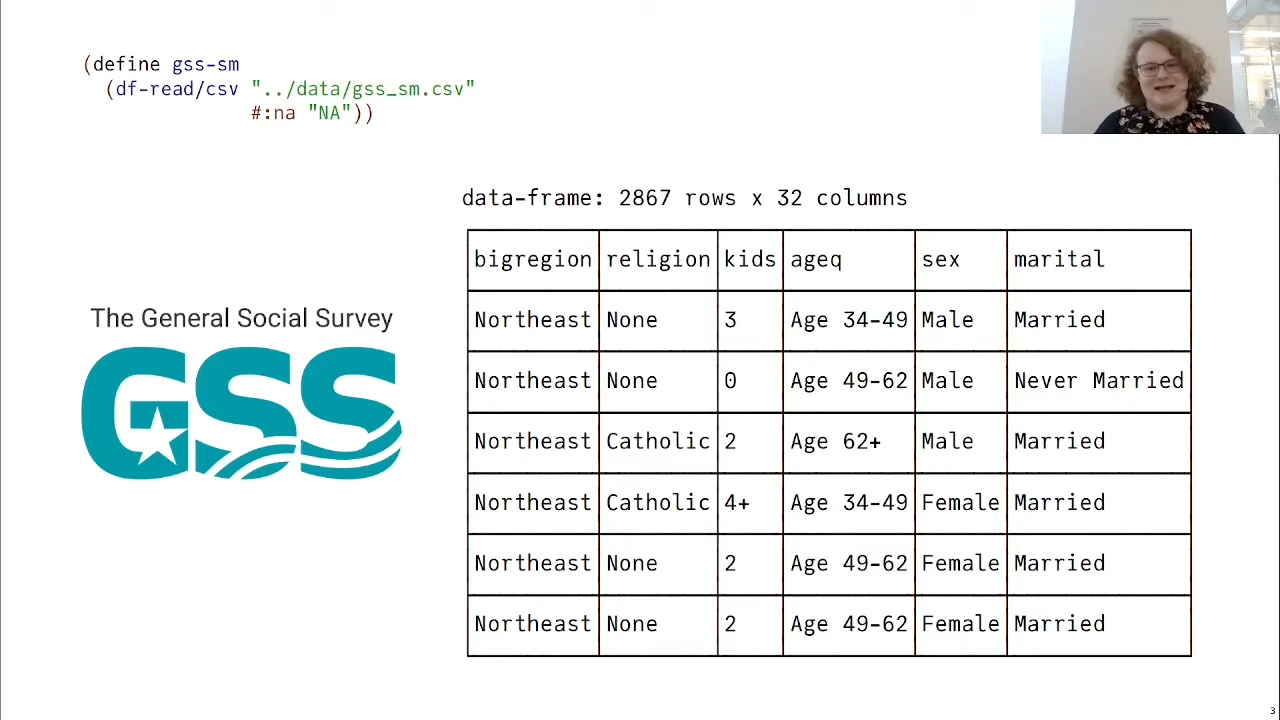 (define gss-sm
(df-read/csv "../data/gss_sm.csv"
#:na "NA"))
data-frame: 2867 rows x 32 columns
bigregion religion kids ageq sex marital
Northeast None 3 Age 34-49 Male Married
Northeast None 0 Age 49-62 Male Never Married
Northeast Catholic 2 Age 62+ Male Married
Northeast Catholic 4+ Age 34-49 Female Married
Northeast None 2 Age 49-62 Female Married
Northeast None 2 Age 49-62 Female Married
The General Social Survey
GSS
3